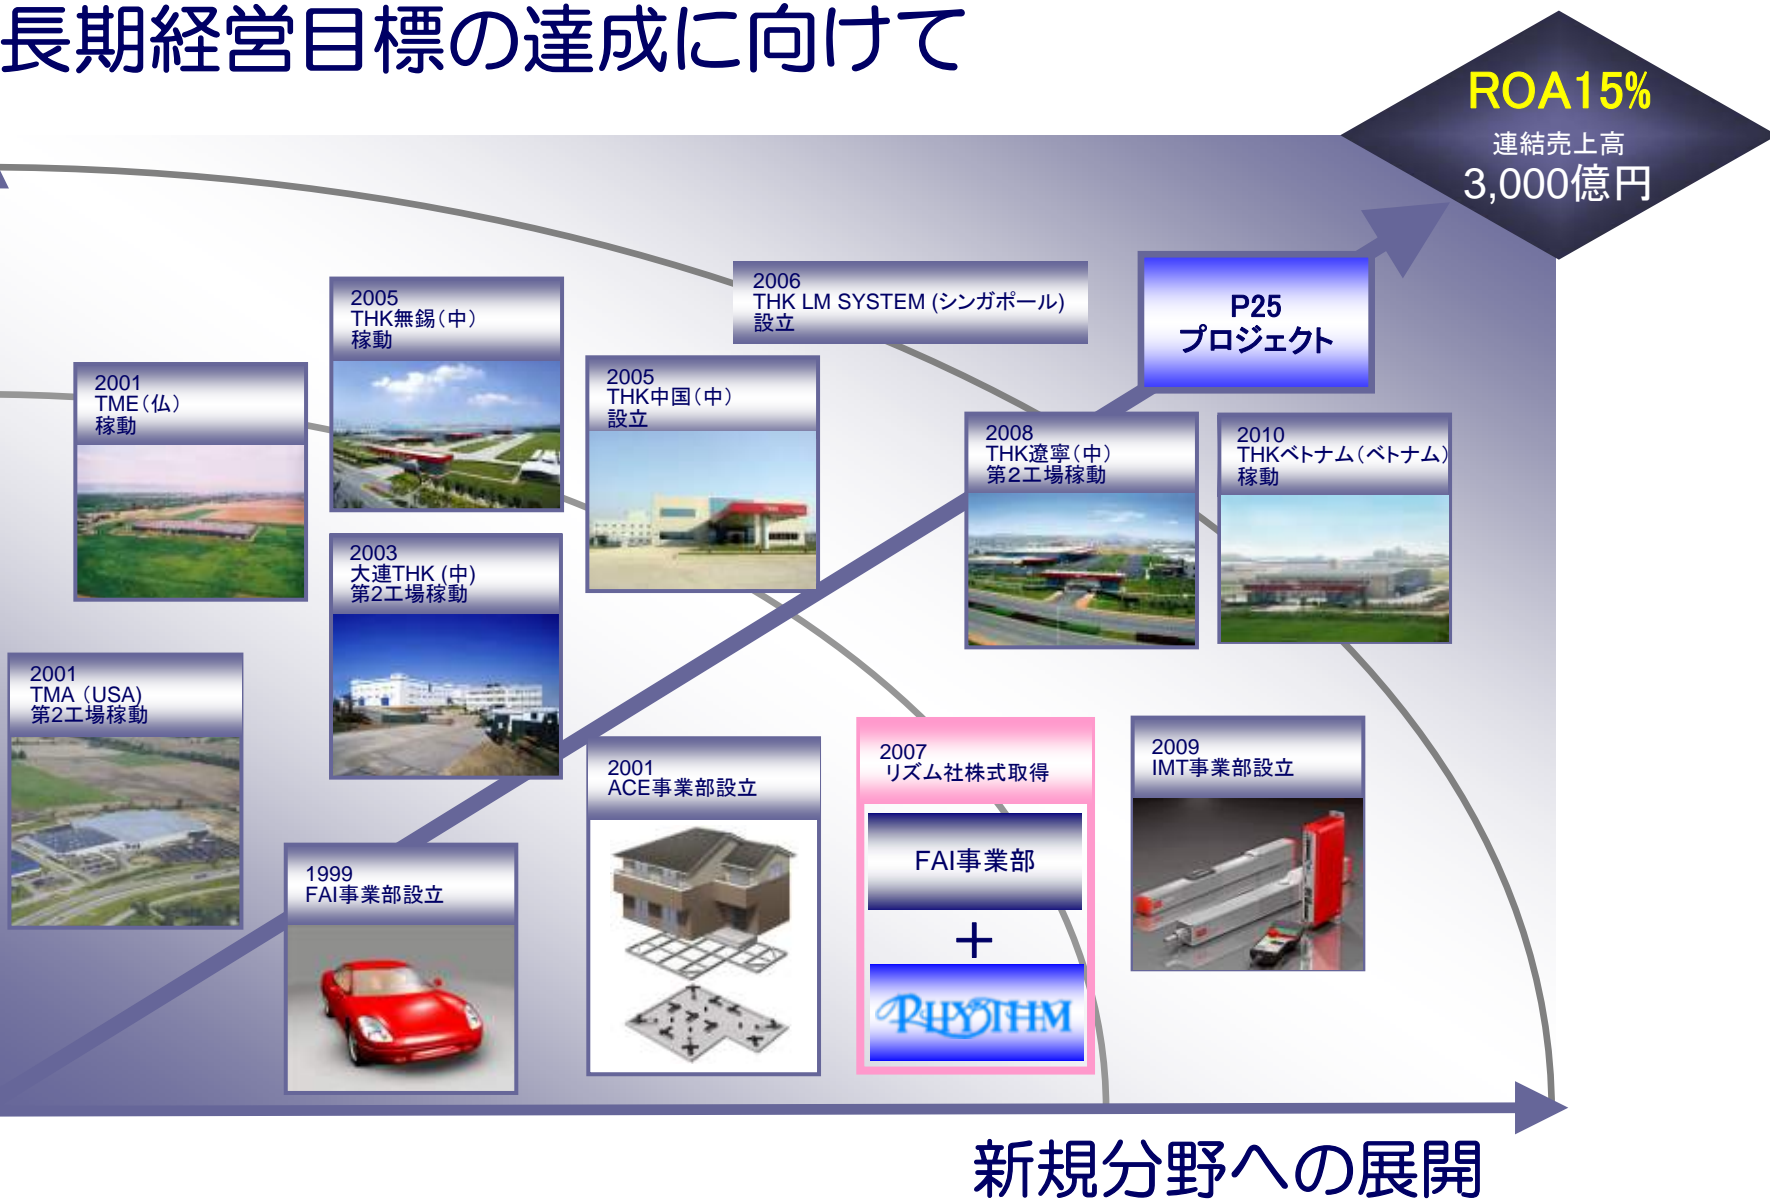 長期経営目標の達成に向けて
ROA15%
連結売上高
3,000億円
2006
THK LM SYSTEM (シンガポール)
設立
P25
プロジェクト
2005
THK無錫(中)
稼動
2001
TME(仏)
稼動
2005
THK中国(中)
設立
2008
THK遼寧(中)
第2工場稼動
2010
THKベトナム(ベトナム)
稼動
2003
大連THK (中)
第2工場稼動
2001
TMA (USA)
第2工場稼動
2001
ACE事業部設立
2007
リズム社株式取得
FAI事業部
+
RHYTHM
2009
IMT事業部設立
1999
FAI事業部設立
新規分野への展開